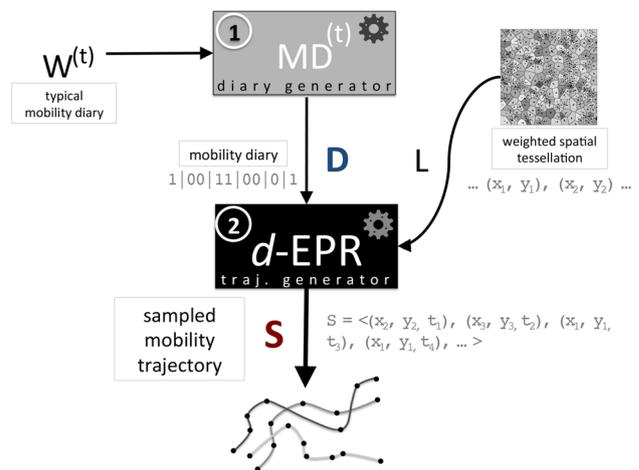 1
MD(t)
diary generator
W(t)
typical
mobility diary
weighted spatial
tessellation
… (x1, y1), (x2, y2) …
mobility diary
1|00|11|00|0|1
D
L
2
d-EPR
traj. generator
sampled
mobility
trajectory
S
S = <(x2, y2, t1), (x3, y3, t2), (x1, y1,
t3), (x1, y1, t4), … >